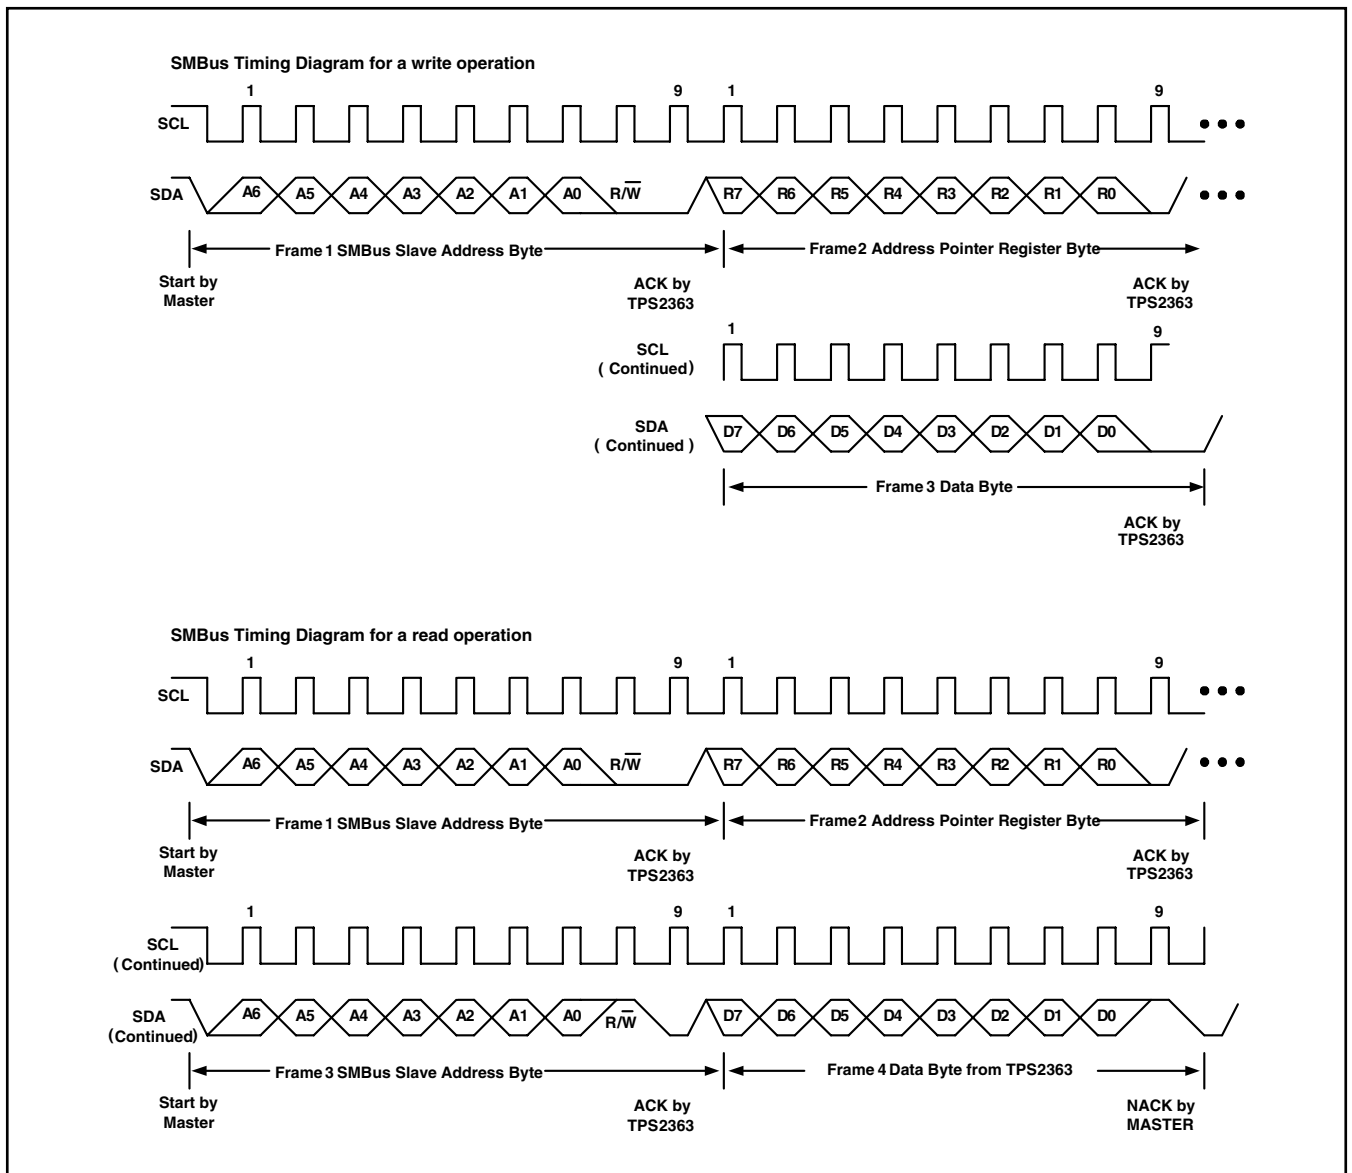 SMBus Timing Diagram for a write operation
1 9 1 9
SCL
SDA A6 A5 A4 A3 A2 A1 A0 R/W̅ R7 R6 R5 R4 R3 R2 R1 R0
Frame 1 SMBus Slave Address Byte Frame 2 Address Pointer Register Byte
Start by Master ACK by TPS2363 ACK by TPS2363
1 9
SCL
( Continued)
SDA
( Continued ) D7 D6 D5 D4 D3 D2 D1 D0
Frame 3 Data Byte
ACK by
TPS2363
SMBus Timing Diagram for a read operation
1 9 1 9
SCL
SDA A6 A5 A4 A3 A2 A1 A0 R/W̅ R7 R6 R5 R4 R3 R2 R1 R0
Frame 1 SMBus Slave Address Byte Frame 2 Address Pointer Register Byte
Start by Master ACK by TPS2363 ACK by TPS2363
1 9 1 9
SCL
(Continued)
SDA
(Continued) A6 A5 A4 A3 A2 A1 A0 R/W̅ D7 D6 D5 D4 D3 D2 D1 D0
Frame 3 SMBus Slave Address Byte Frame 4 Data Byte from TPS2363
Start by Master ACK by TPS2363 NACK by MASTER